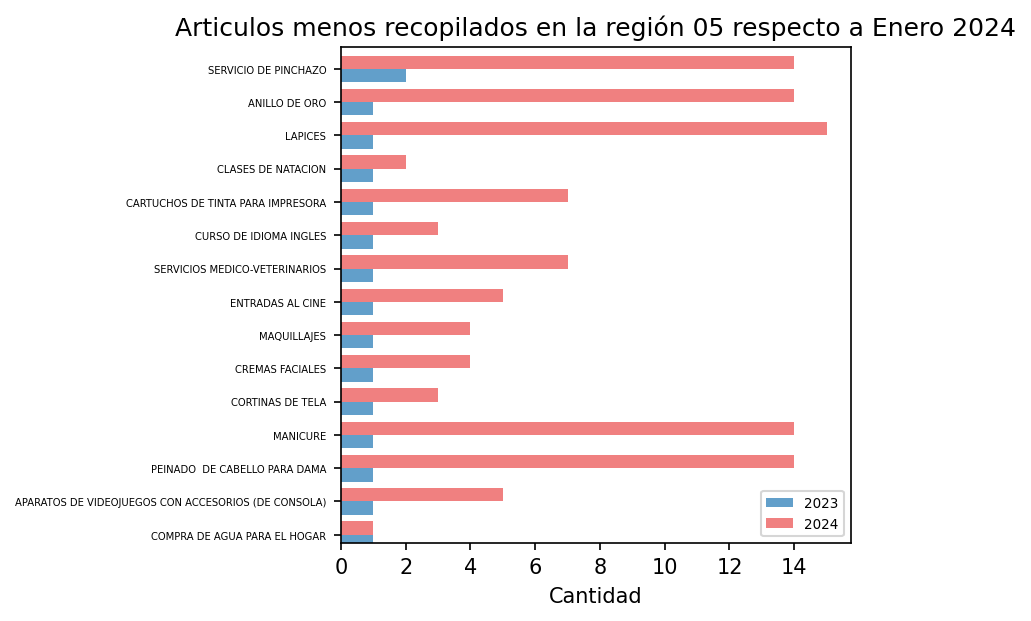 Articulos menos recopilados en la región 05 respecto a Enero 2024
SERVICIO DE PINCHAZO
ANILLO DE ORO
LAPICES
CLASES DE NATACION
CARTUCHOS DE TINTA PARA IMPRESORA
CURSO DE IDIOMA INGLES
SERVICIOS MEDICO-VETERINARIOS
ENTRADAS AL CINE
MAQUILLAJES
CREMAS FACIALES
CORTINAS DE TELA
MANICURE
PEINADO  DE CABELLO PARA DAMA
APARATOS DE VIDEOJUEGOS CON ACCESORIOS (DE CONSOLA)
COMPRA DE AGUA PARA EL HOGAR
2023
2024
0 2 4 6 8 10 12 14
Cantidad